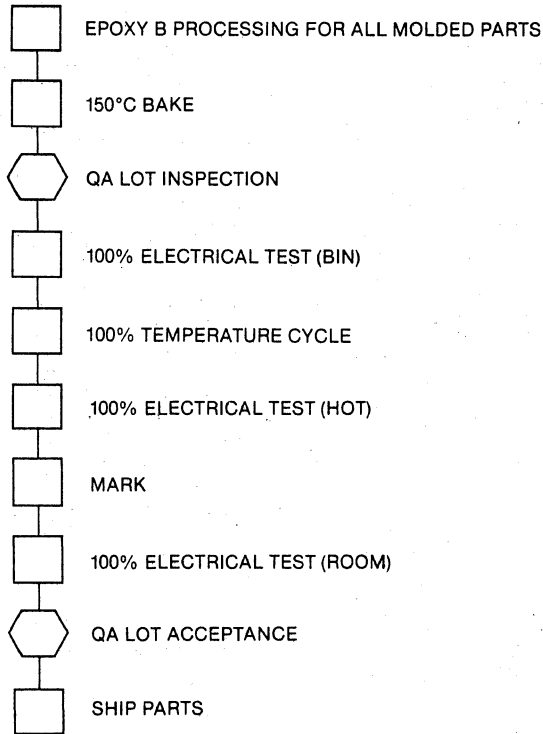 EPOXY B PROCESSING FOR ALL MOLDED PARTS
150°C BAKE
QA LOT INSPECTION
100% ELECTRICAL TEST (BIN)
100% TEMPERATURE CYCLE
100% ELECTRICAL TEST (HOT)
MARK
100% ELECTRICAL TEST (ROOM)
QA LOT ACCEPTANCE
SHIP PARTS